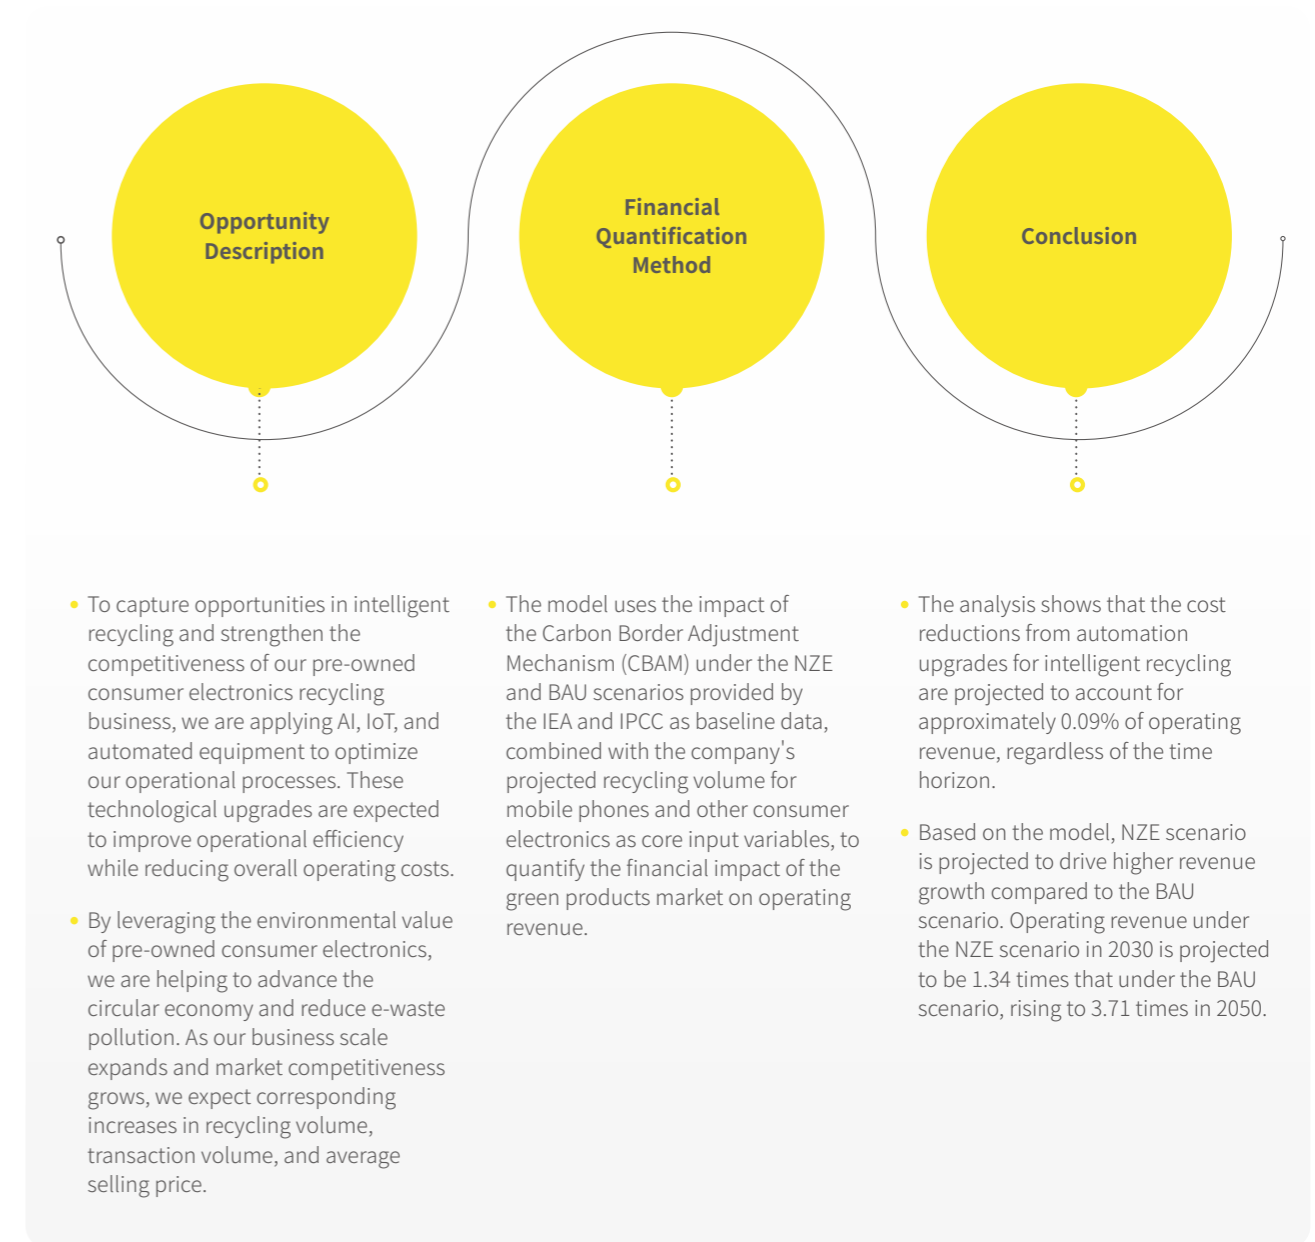 Opportunity
Description
Financial
Quantification
Method
Conclusion
To capture opportunities in intelligent
recycling and strengthen the
competitiveness of our pre-owned
consumer electronics recycling
business, we are applying AI, IoT, and
automated equipment to optimize
our operational processes. These
technological upgrades are expected
to improve operational efficiency
while reducing overall operating costs.
By leveraging the environmental value
of pre-owned consumer electronics,
we are helping to advance the
circular economy and reduce e-waste
pollution. As our business scale
expands and market competitiveness
grows, we expect corresponding
increases in recycling volume,
transaction volume, and average
selling price.
The model uses the impact of
the Carbon Border Adjustment
Mechanism (CBAM) under the NZE
and BAU scenarios provided by
the IEA and IPCC as baseline data,
combined with the company's
projected recycling volume for
mobile phones and other consumer
electronics as core input variables, to
quantify the financial impact of the
green products market on operating
revenue.
The analysis shows that the cost
reductions from automation
upgrades for intelligent recycling
are projected to account for
approximately 0.09% of operating
revenue, regardless of the time
horizon.
Based on the model, NZE scenario
is projected to drive higher revenue
growth compared to the BAU
scenario. Operating revenue under
the NZE scenario in 2030 is projected
to be 1.34 times that under the BAU
scenario, rising to 3.71 times in 2050.